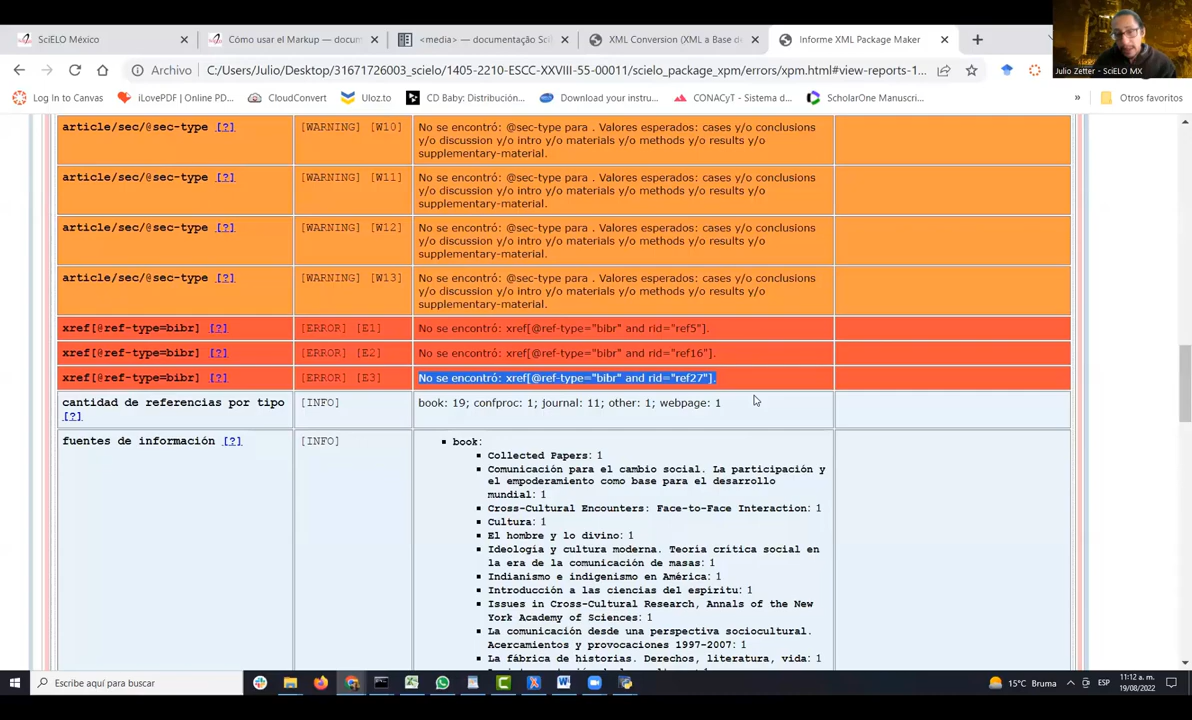 SciELO México
Cómo usar el Markup — docum
<media> — documentação Sci
XML Conversion (XML a Base d
Informe XML Package Maker
Julio Zetter - SciELO MX
Archivo
C:/Users/Julio/Desktop/31671726003_scielo/1405-2210-ESCC-XXVIII-55-00011/scielo_package_xpm/errors/xpm.html#view-reports-1...
Log In to Canvas
iLovePDF | Online PD...
CloudConvert
Uloz.to
CD Baby: Distribución...
Download your instru...
CONACyT - Sistema d...
ScholarOne Manuscri...
»
Otros favoritos
article/sec/@sec-type [?] [WARNING] [W10] No se encontró: @sec-type para . Valores esperados: cases y/o conclusions
y/o discussion y/o intro y/o materials y/o methods y/o results y/o
supplementary-material.
article/sec/@sec-type [?] [WARNING] [W11] No se encontró: @sec-type para . Valores esperados: cases y/o conclusions
y/o discussion y/o intro y/o materials y/o methods y/o results y/o
supplementary-material.
article/sec/@sec-type [?] [WARNING] [W12] No se encontró: @sec-type para . Valores esperados: cases y/o conclusions
y/o discussion y/o intro y/o materials y/o methods y/o results y/o
supplementary-material.
article/sec/@sec-type [?] [WARNING] [W13] No se encontró: @sec-type para . Valores esperados: cases y/o conclusions
y/o discussion y/o intro y/o materials y/o methods y/o results y/o
supplementary-material.
xref[@ref-type=bibr] [?] [ERROR] [E1] No se encontró: xref[@ref-type="bibr" and rid="ref5"].
xref[@ref-type=bibr] [?] [ERROR] [E2] No se encontró: xref[@ref-type="bibr" and rid="ref16"].
xref[@ref-type=bibr] [?] [ERROR] [E3] No se encontró: xref[@ref-type="bibr" and rid="ref27"].
cantidad de referencias por tipo [?] [INFO] book: 19; confproc: 1; journal: 11; other: 1; webpage: 1
fuentes de información [?] [INFO]
book:
Collected Papers: 1
Comunicación para el cambio social. La participación y
el empoderamiento como base para el desarrollo
mundial: 1
Cross-Cultural Encounters: Face-to-Face Interaction: 1
Cultura: 1
El hombre y lo divino: 1
Ideología y cultura moderna. Teoría crítica social en
la era de la comunicación de masas: 1
Indianismo e indigenismo en América: 1
Introducción a las ciencias del espíritu: 1
Issues in Cross-Cultural Research, Annals of the New
York Academy of Sciences: 1
La comunicación desde una perspectiva sociocultural.
Acercamientos y provocaciones 1997-2007: 1
La fábrica de historias. Derechos, literatura, vida: 1
Escribe aquí para buscar
15°C Bruma
ESP
11:12 a. m.
19/08/2022